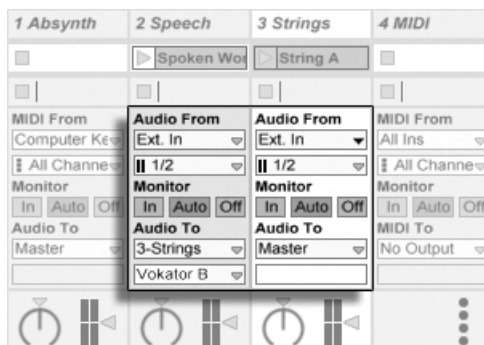 1 Absynth 2 Speech 3 Strings 4 MIDI
Spoken Wor String A
MIDI From Audio From Audio From MIDI From
Computer Ke Ext. In Ext. In All Ins
All Channe 1/2 1/2 All Channe
Monitor Monitor Monitor Monitor
In Auto Off In Auto Off In Auto Off In Auto Of
Audio To Audio To Audio To MIDI To
Master 3-Strings Master No Output
Vokator B